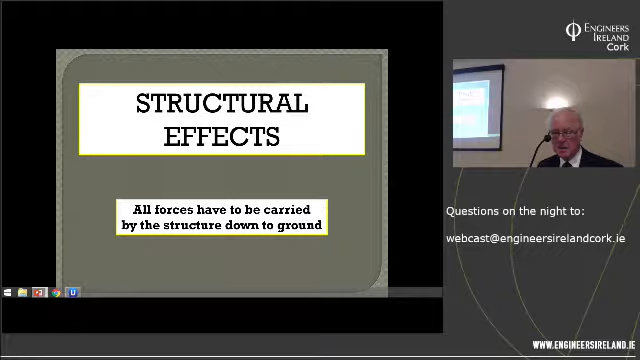 ENGINEERS
IRELAND
Cork
STRUCTURAL
EFFECTS
All forces have to be carried
by the structure down to ground
Questions on the night to:
webcast@engineersirelandcork.ie
WWW.ENGINEERSIRELAND.IE